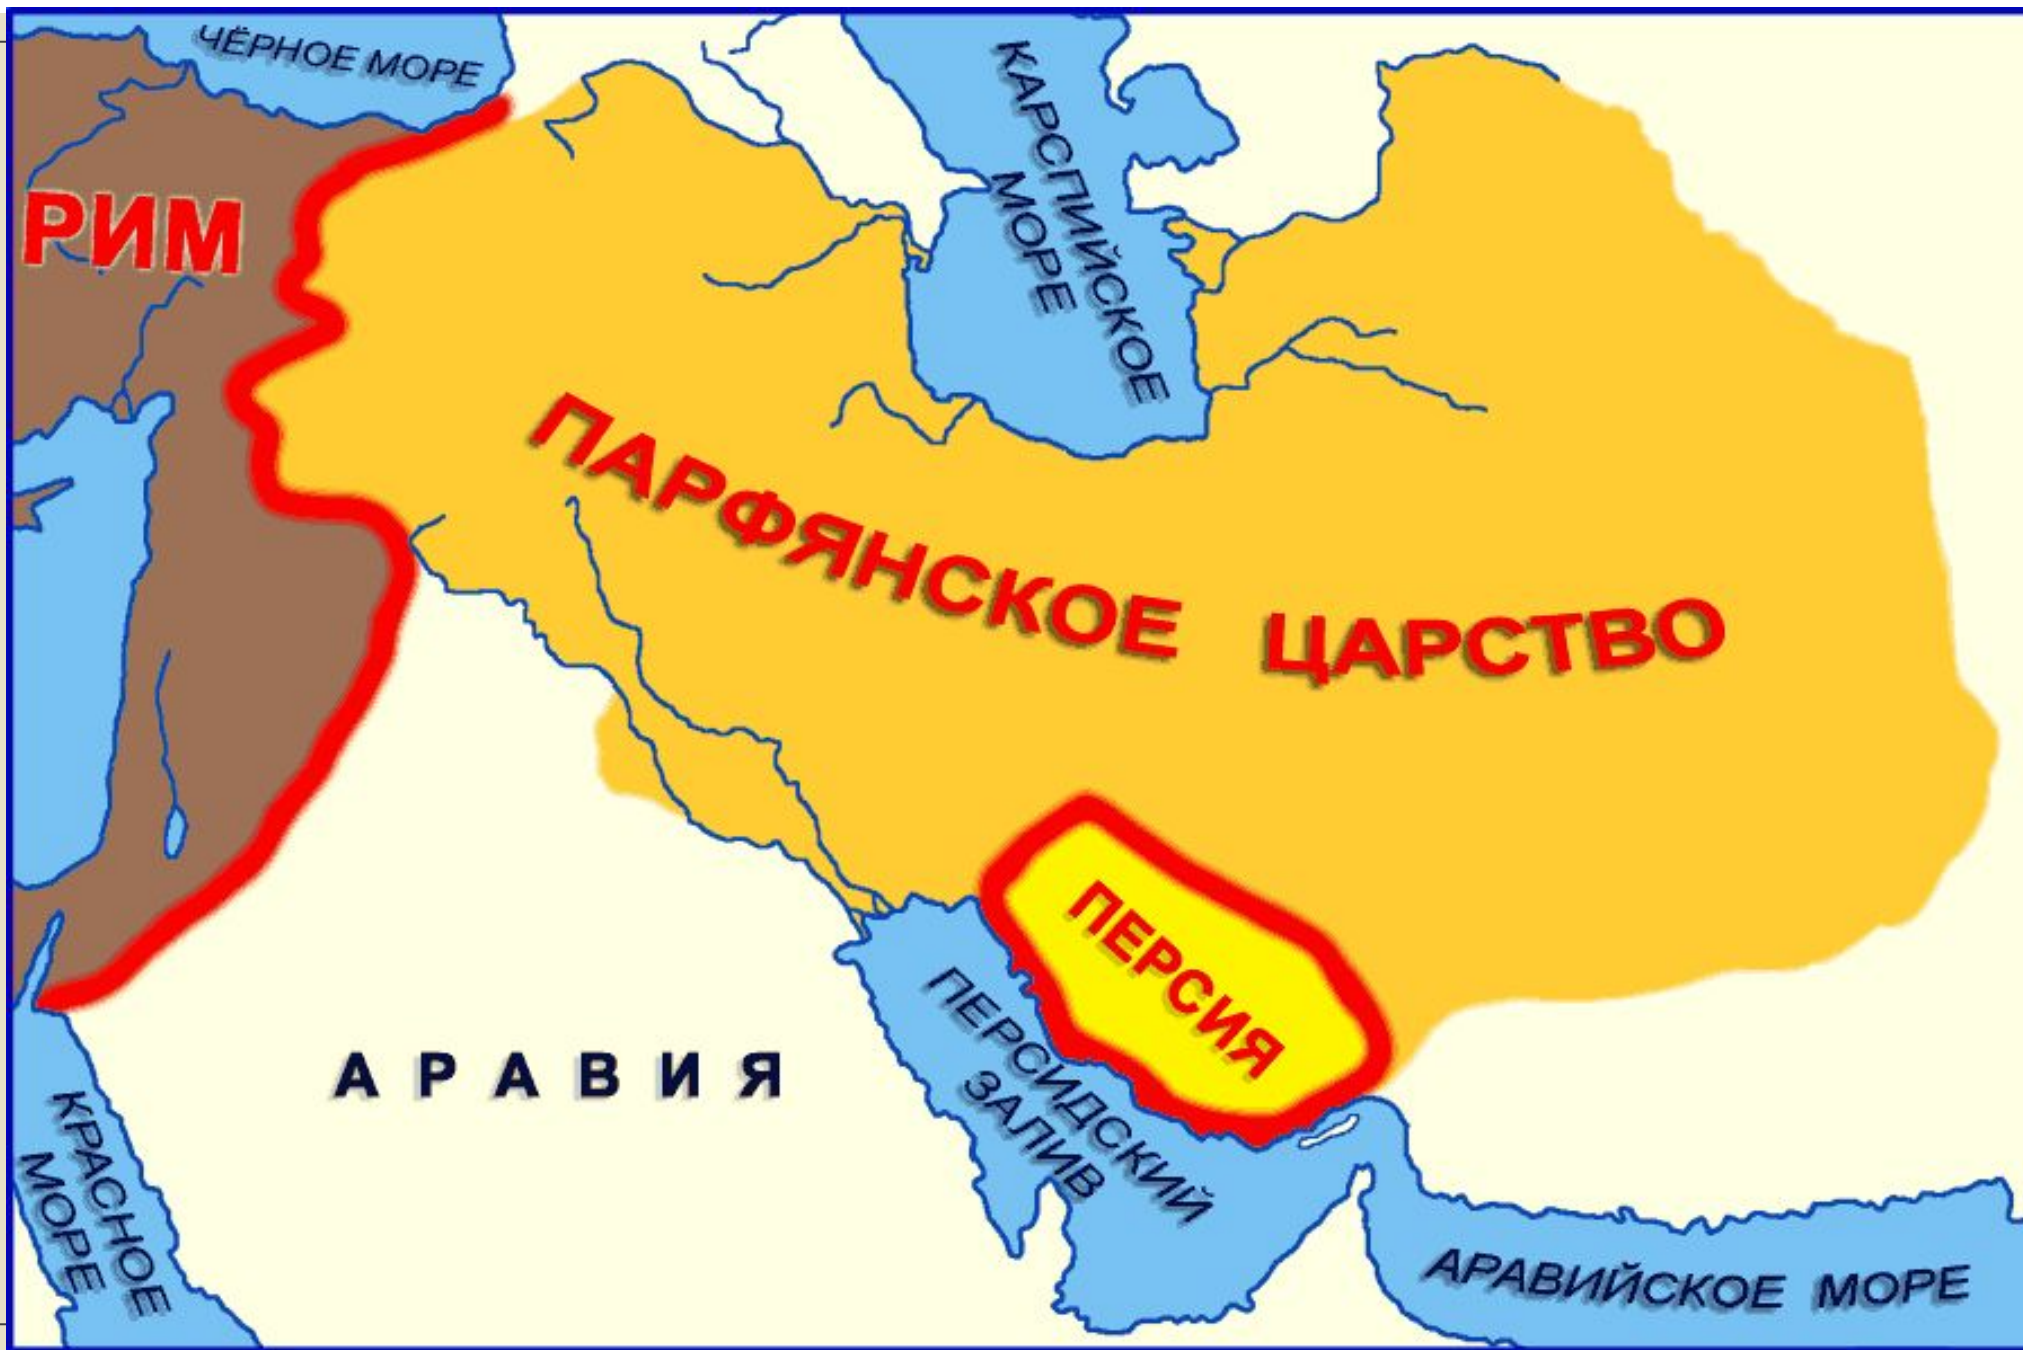 ЧЁРНОЕ МОРЕ
КАРСПИЙСКОЕ
МОРЕ
РИМ
ПАРФЯНСКОЕ ЦАРСТВО
ПЕРСИЯ
ПЕРСИДСКИЙ
ЗАЛИВ
АРАВИЯ
КРАСНОЕ
МОРЕ
АРАВИЙСКОЕ МОРЕ